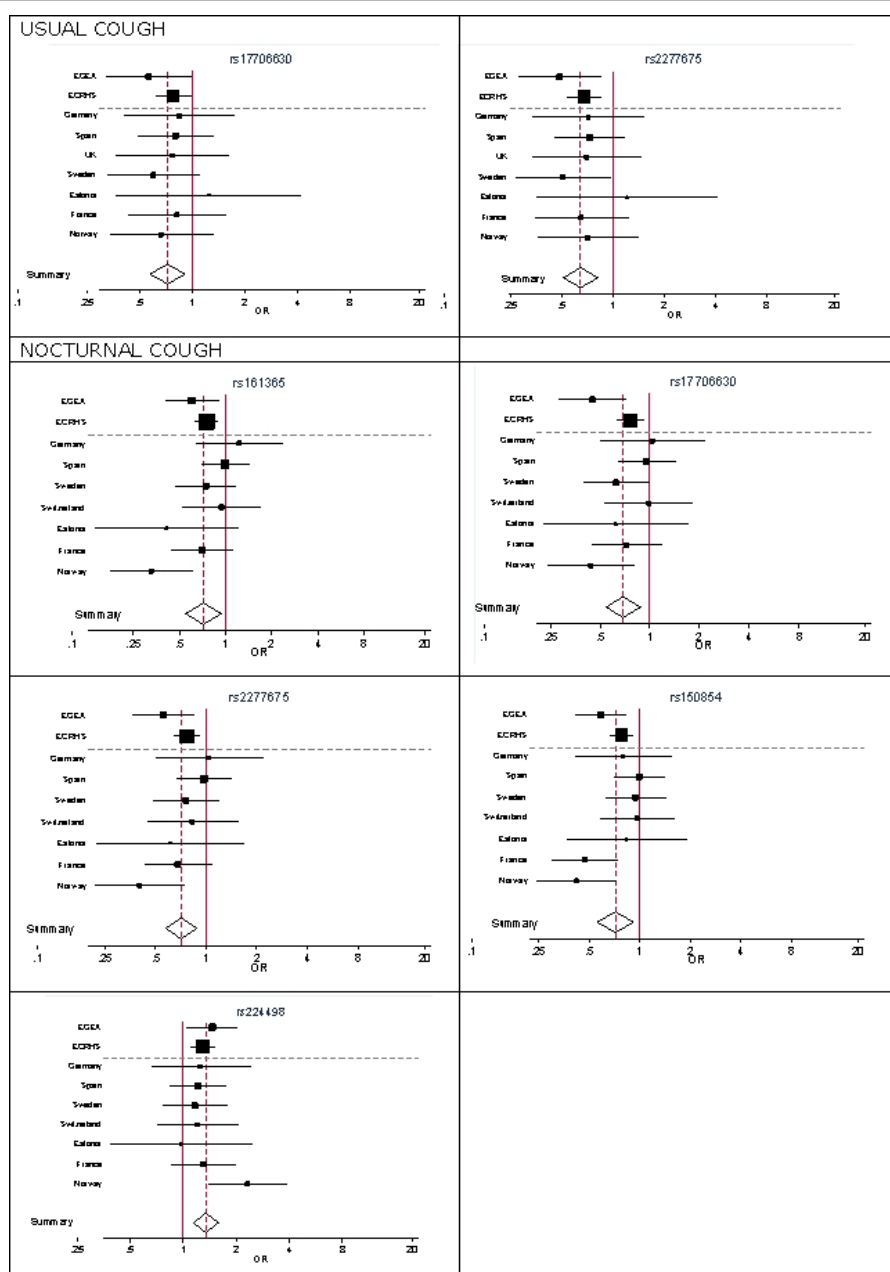 USUAL COUGH
rs17706630
EGEA
ECRHS
Germany
Spain
UK
Sweden
Estonia
France
Norway
Summary
.1 .25 .5 1 2 4 8 20
OR
rs2277675
EGEA
ECRHS
Germany
Spain
UK
Sweden
Estonia
France
Norway
Summary
.1 .25 .5 1 2 4 8 20
OR
NOCTURNAL COUGH
rs161365
EGEA
ECRHS
Germany
Spain
Sweden
Switzerland
Estonia
France
Norway
Summary
.1 .25 .5 1 2 4 8 20
OR
rs17706630
EGEA
ECRHS
Germany
Spain
Sweden
Switzerland
Estonia
France
Norway
Summary
.1 .25 .5 1 2 4 8 20
OR
rs2277675
EGEA
ECRHS
Germany
Spain
Sweden
Switzerland
Estonia
France
Norway
Summary
.1 .25 .5 1 2 4 8 20
OR
rs150854
EGEA
ECRHS
Germany
Spain
Sweden
Switzerland
Estonia
France
Norway
Summary
.1 .25 .5 1 2 4 8 20
OR
rs224498
EGEA
ECRHS
Germany
Spain
Sweden
Switzerland
Estonia
France
Norway
Summary
.25 .5 1 2 4 8 20
OR